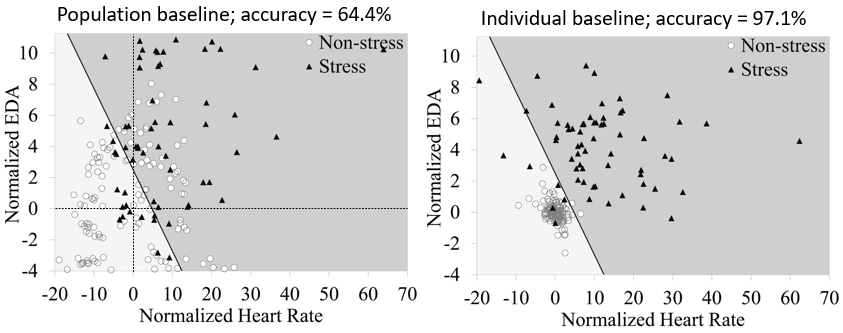 Population baseline; accuracy = 64.4%
Non-stress
Stress
Normalized EDA
10
8
6
4
2
0
-2
-4
-20 -10 0 10 20 30 40 50 60 70
Normalized Heart Rate
Individual baseline; accuracy = 97.1%
Non-stress
Stress
Normalized EDA
10
8
6
4
2
0
-2
-4
-20 -10 0 10 20 30 40 50 60 70
Normalized Heart Rate